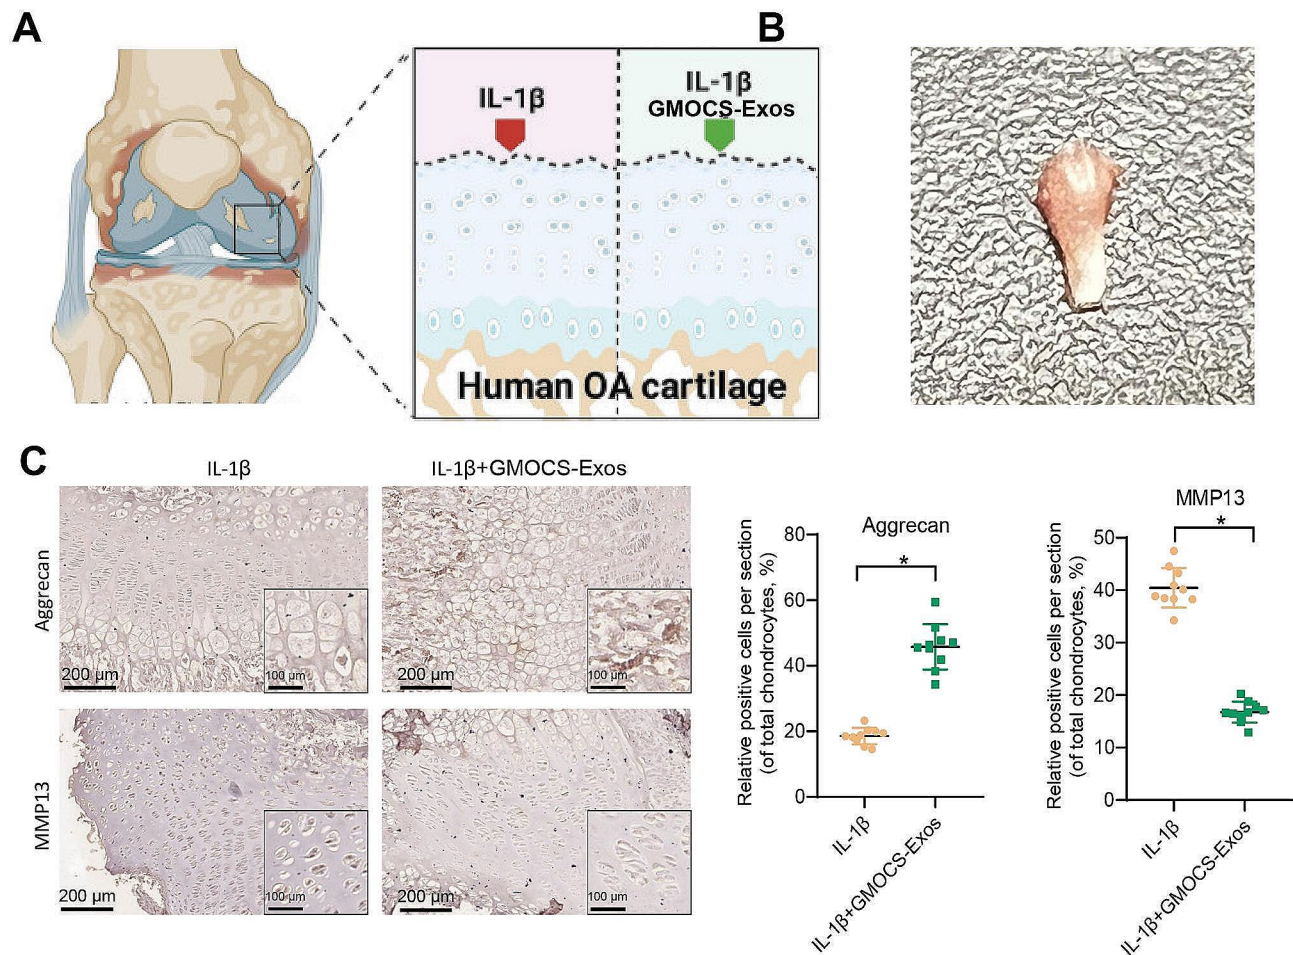 A
IL-1β
IL-1β
GMOCS-Exos
Human OA cartilage
B
C
IL-1β
IL-1β+GMOCS-Exos
Aggrecan
200 µm
100 µm
200 µm
100 µm
MMP13
200 µm
100 µm
200 µm
100 µm
Aggrecan
*
Relative positive cells per section
(of total chondrocytes, %)
80
60
40
20
0
IL-1β
IL-1β+GMOCS-Exos
MMP13
*
Relative positive cells per section
(of total chondrocytes, %)
50
40
30
20
10
0
IL-1β
IL-1β+GMOCS-Exos